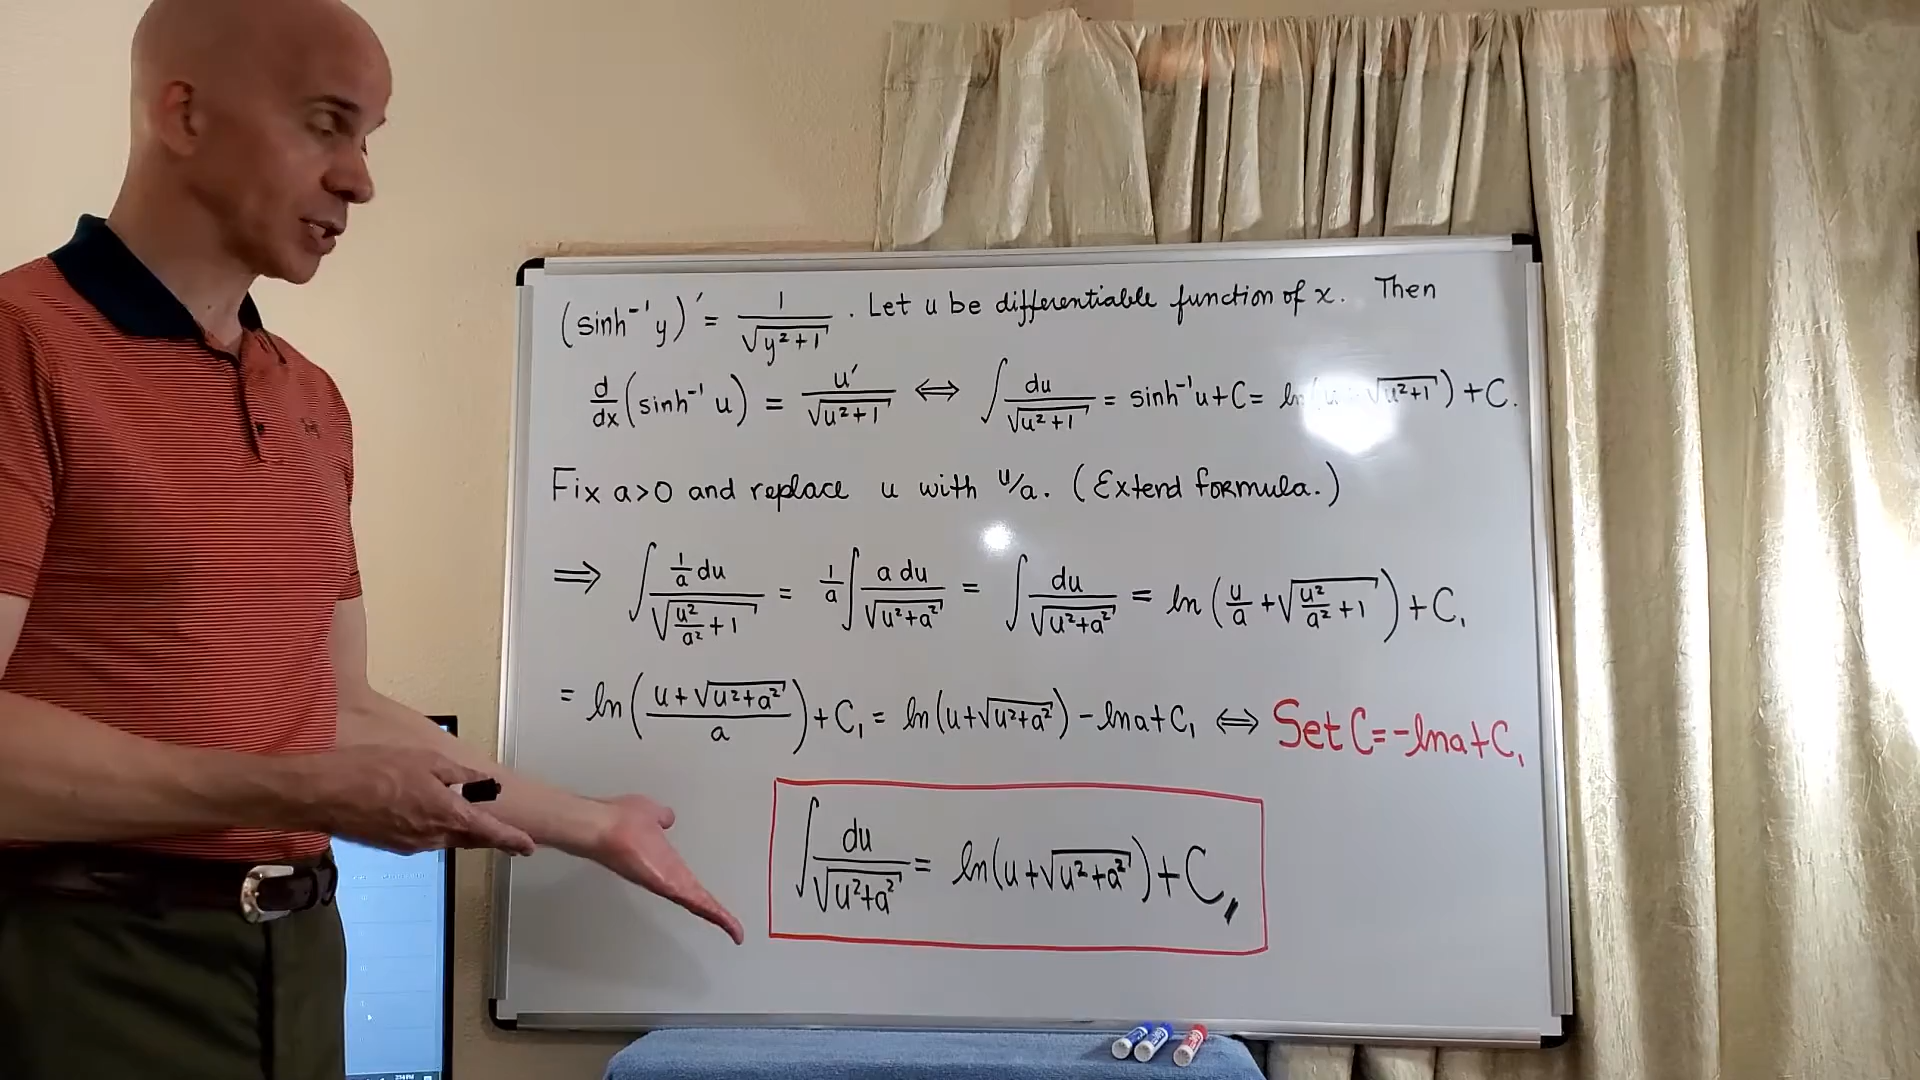 (sinh⁻¹ y)′ = 1/√(y²+1) . Let u be differentiable function of x. Then
d/dx (sinh⁻¹ u) = u′/√(u²+1) ⟺ ∫ du/√(u²+1) = sinh⁻¹u + C = ln(u √(u²+1)) + C.
Fix a>0 and replace u with u/a. (Extend formula.)
⟹ ∫ (1/a du)/√(u²/a² + 1) = 1/a ∫ a du/√(u²+a²) = ∫ du/√(u²+a²) = ln(u/a + √(u²/a² + 1)) + C₁
= ln((u+√(u²+a²))/a) + C₁ = ln(u+√(u²+a²)) - ln a + C₁ ⟺ Set C = -ln a + C₁
∫ du/√(u²+a²) = ln(u+√(u²+a²)) + C,